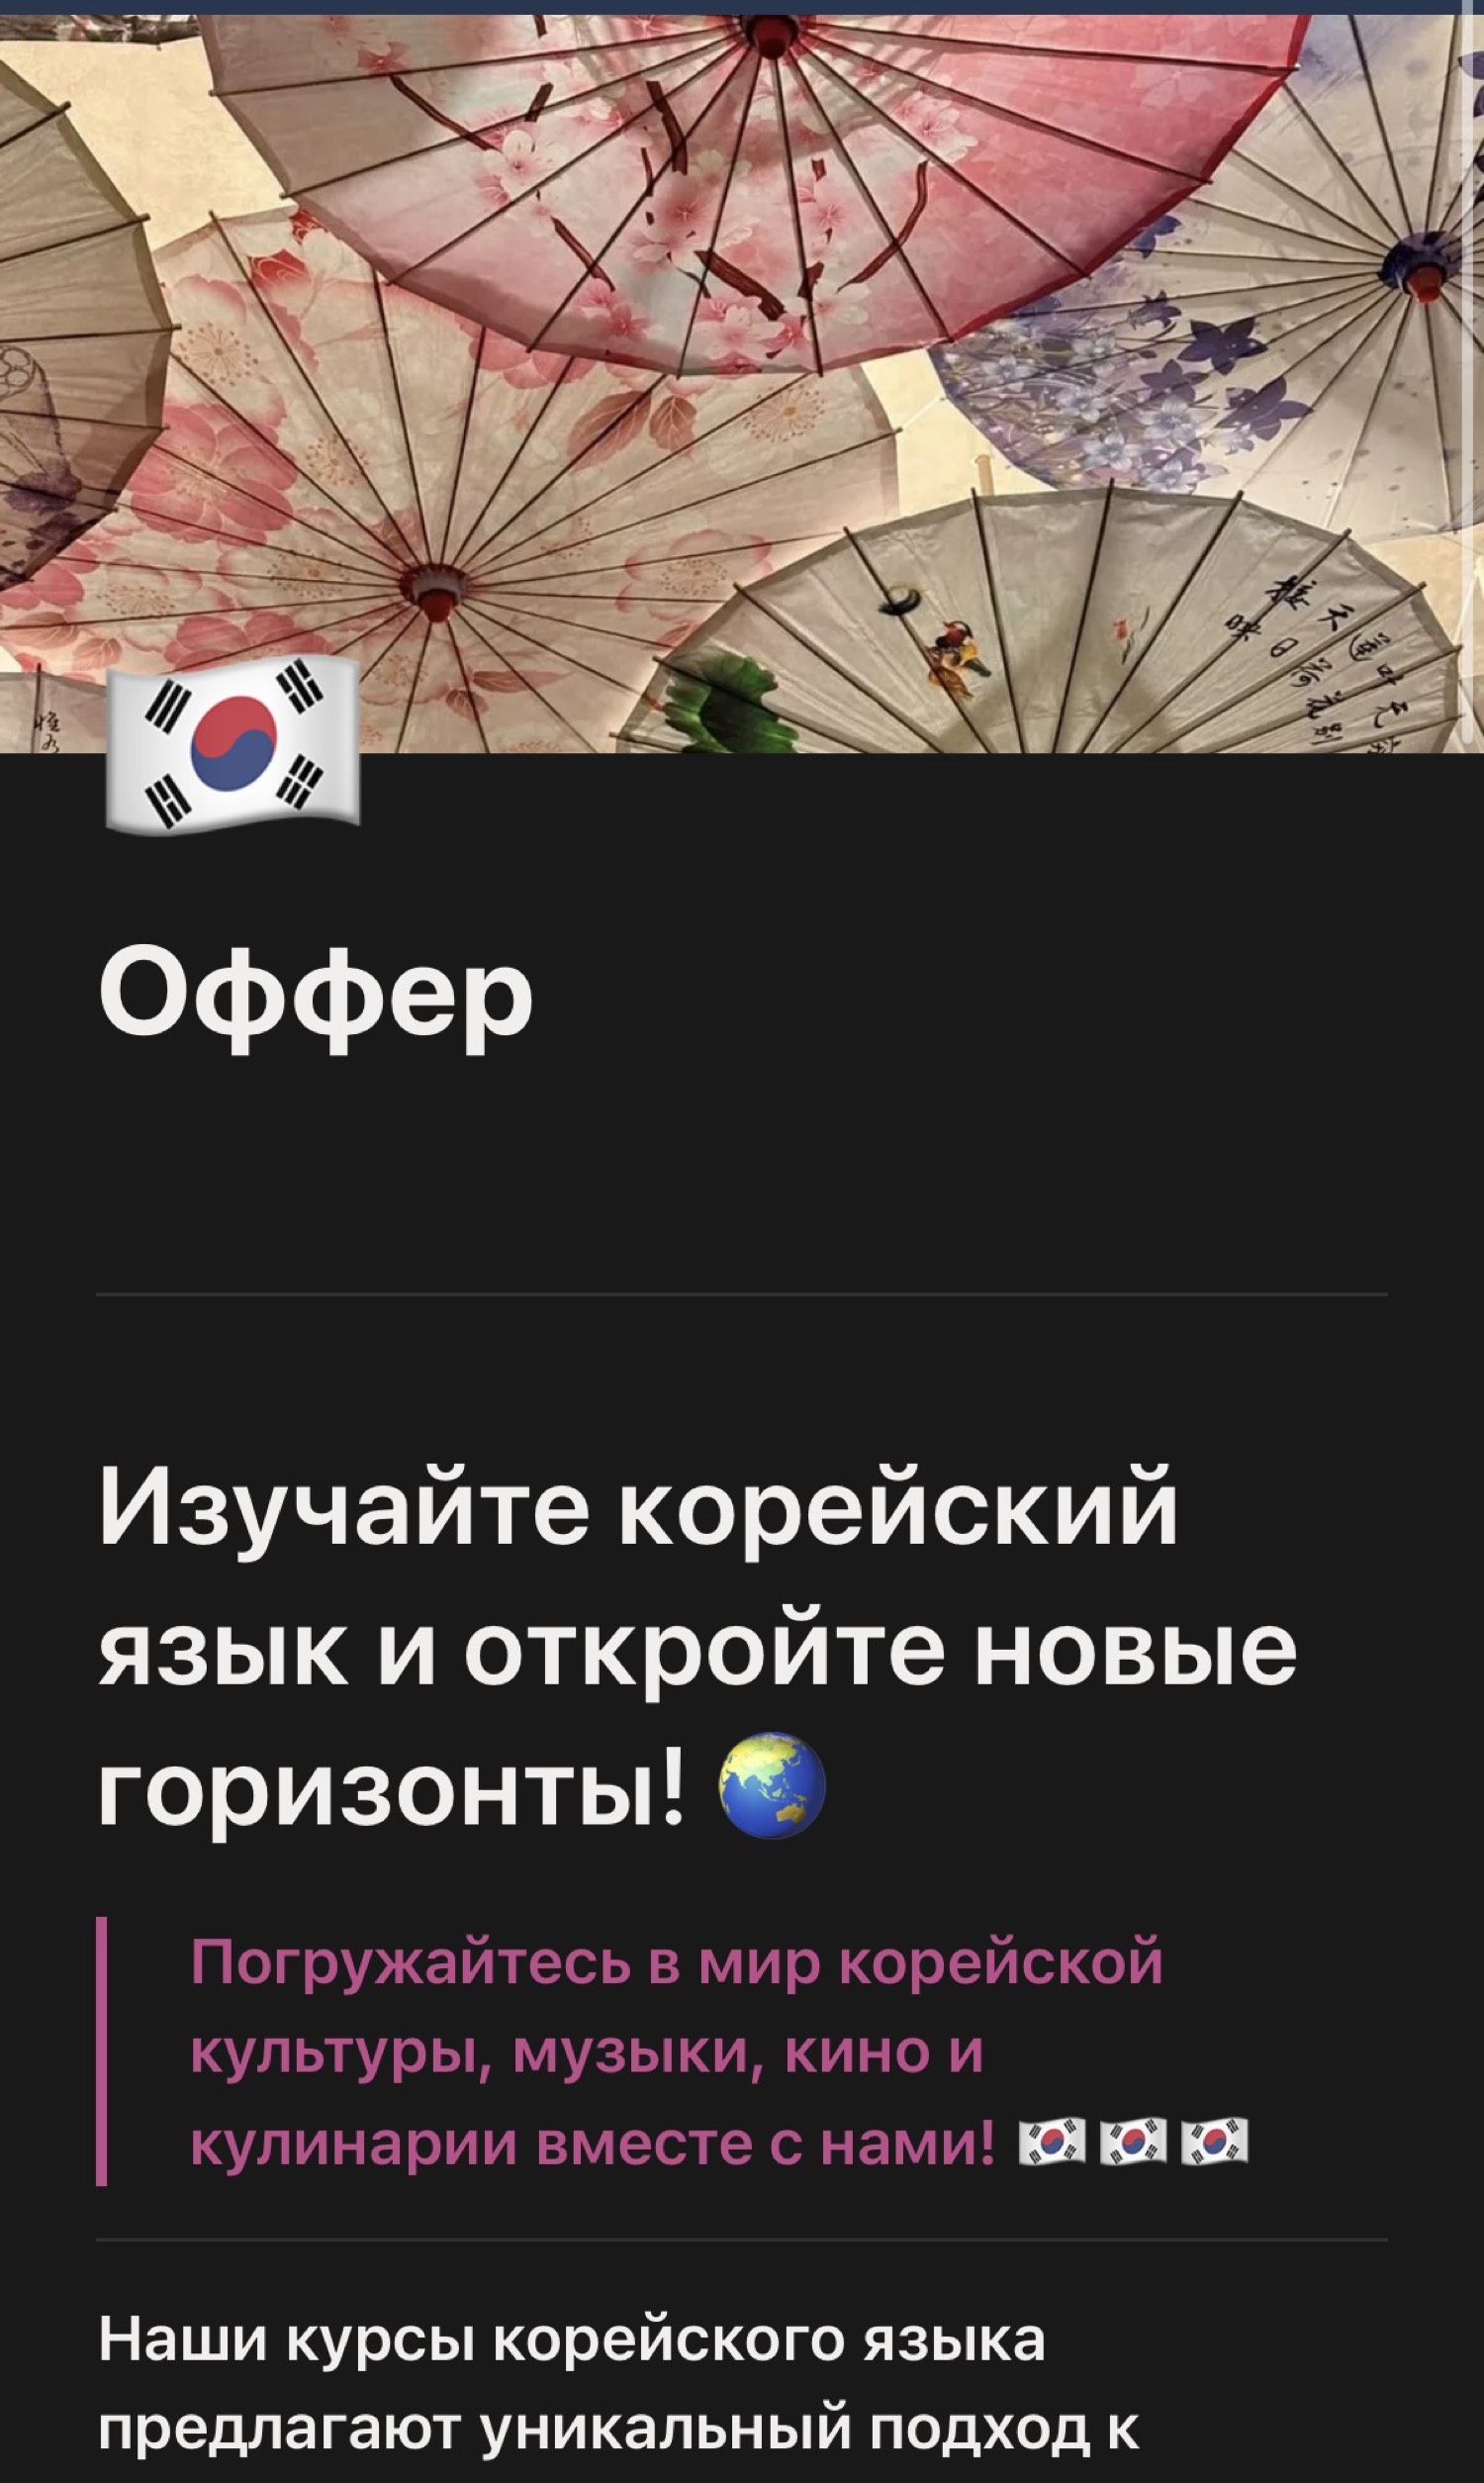 Оффер
Изучайте корейский
язык и откройте новые
горизонты! 🌏
Погружайтесь в мир корейской
культуры, музыки, кино и
кулинарии вместе с нами! 🇰🇷🇰🇷🇰🇷
Наши курсы корейского языка
предлагают уникальный подход к